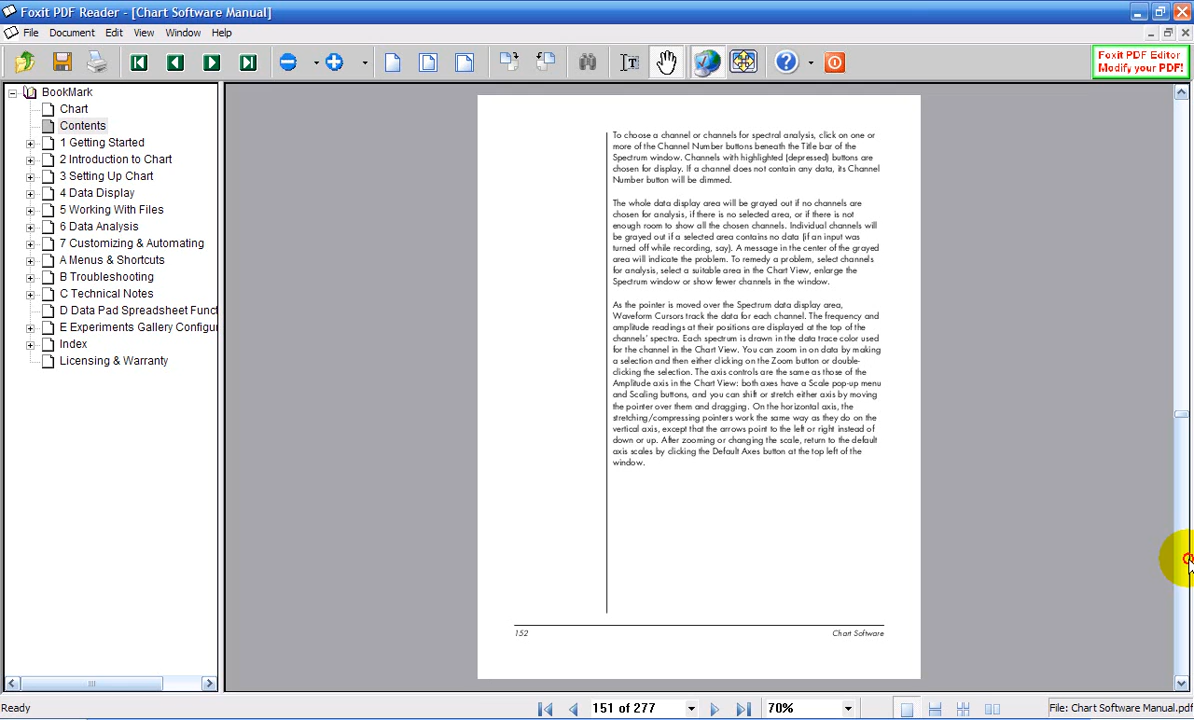 Foxit PDF Reader - [Chart Software Manual]
File Document Edit View Window Help
Foxit PDF Editor
Modify your PDF!
BookMark
Chart
Contents
1 Getting Started
2 Introduction to Chart
3 Setting Up Chart
4 Data Display
5 Working With Files
6 Data Analysis
7 Customizing & Automating
A Menus & Shortcuts
B Troubleshooting
C Technical Notes
D Data Pad Spreadsheet Funct
E Experiments Gallery Configu
Index
Licensing & Warranty
To choose a channel or channels for spectral analysis, click on one or
more of the Channel Number buttons beneath the Title bar of the
Spectrum window. Channels with highlighted (depressed) buttons are
chosen for display. If a channel does not contain any data, its Channel
Number button will be dimmed.
The whole data display area will be grayed out if no channels are
chosen for analysis, if there is no selected area, or if there is not
enough room to show all the chosen channels. Individual channels will
be grayed out if a selected area contains no data (if an input was
turned off while recording, say). A message in the center of the grayed
area will indicate the problem. To remedy a problem, select channels
for analysis, select a suitable area in the Chart View, enlarge the
Spectrum window or show fewer channels in the window.
As the pointer is moved over the Spectrum data display area,
Waveform Cursors track the data for each channel. The frequency and
amplitude readings at their positions are displayed at the top of the
channels' spectra. Each spectrum is drawn in the data trace color used
for the channel in the Chart View. You can zoom in on data by making
a selection and then either clicking on the Zoom button or double-
clicking the selection. The axis controls are the same as those of the
Amplitude axis in the Chart View: both axes have a Scale pop-up menu
and Scaling buttons, and you can shift or stretch either axis by moving
the pointer over them and dragging. On the horizontal axis, the
stretching/compressing pointers work the same way as they do on the
vertical axis, except that the arrows point to the left or right instead of
down or up. After zooming or changing the scale, return to the default
axis scales by clicking the Default Axes button at the top left of the
window.
152 Chart Software
Ready 151 of 277 70% File: Chart Software Manual.pdf